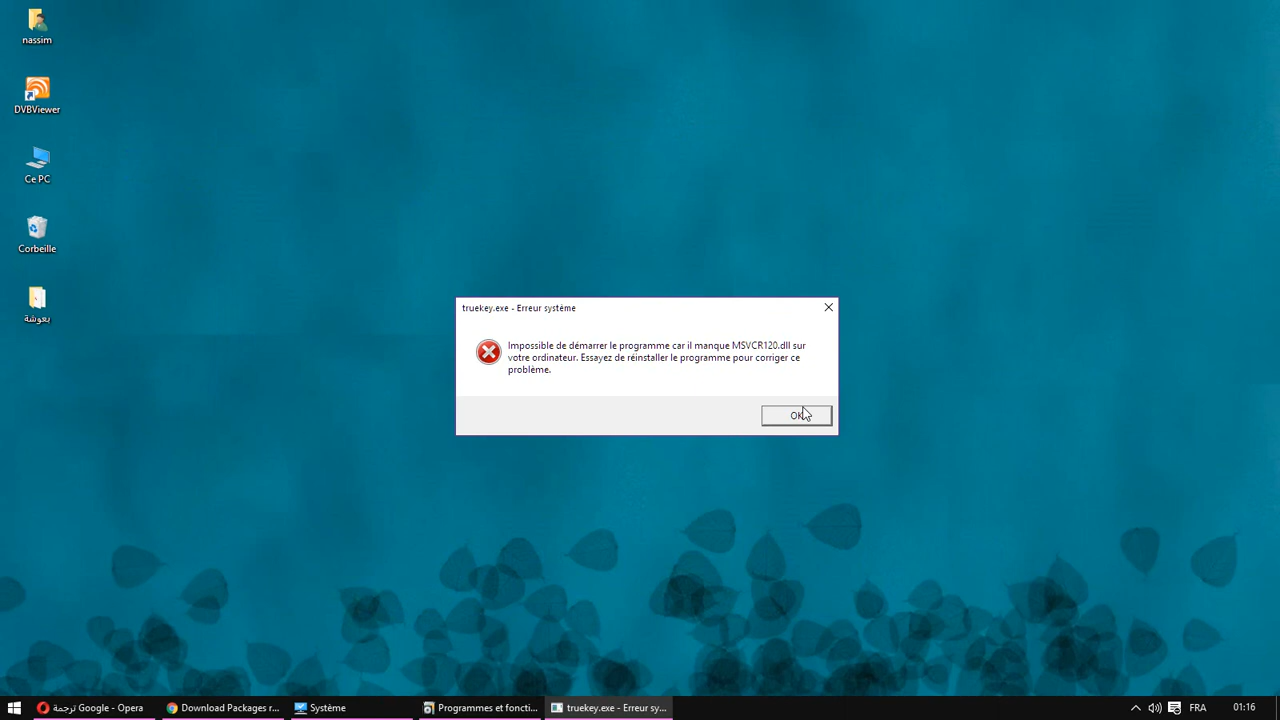 nassim
DVBViewer
Ce PC
Corbeille
بعوشة
truekey.exe - Erreur système
Impossible de démarrer le programme car il manque MSVCR120.dll sur
votre ordinateur. Essayez de réinstaller le programme pour corriger ce
problème.
OK
ترجمة Google - Opera
Download Packages r...
Système
Programmes et foncti...
truekey.exe - Erreur sy...
FRA
01:16